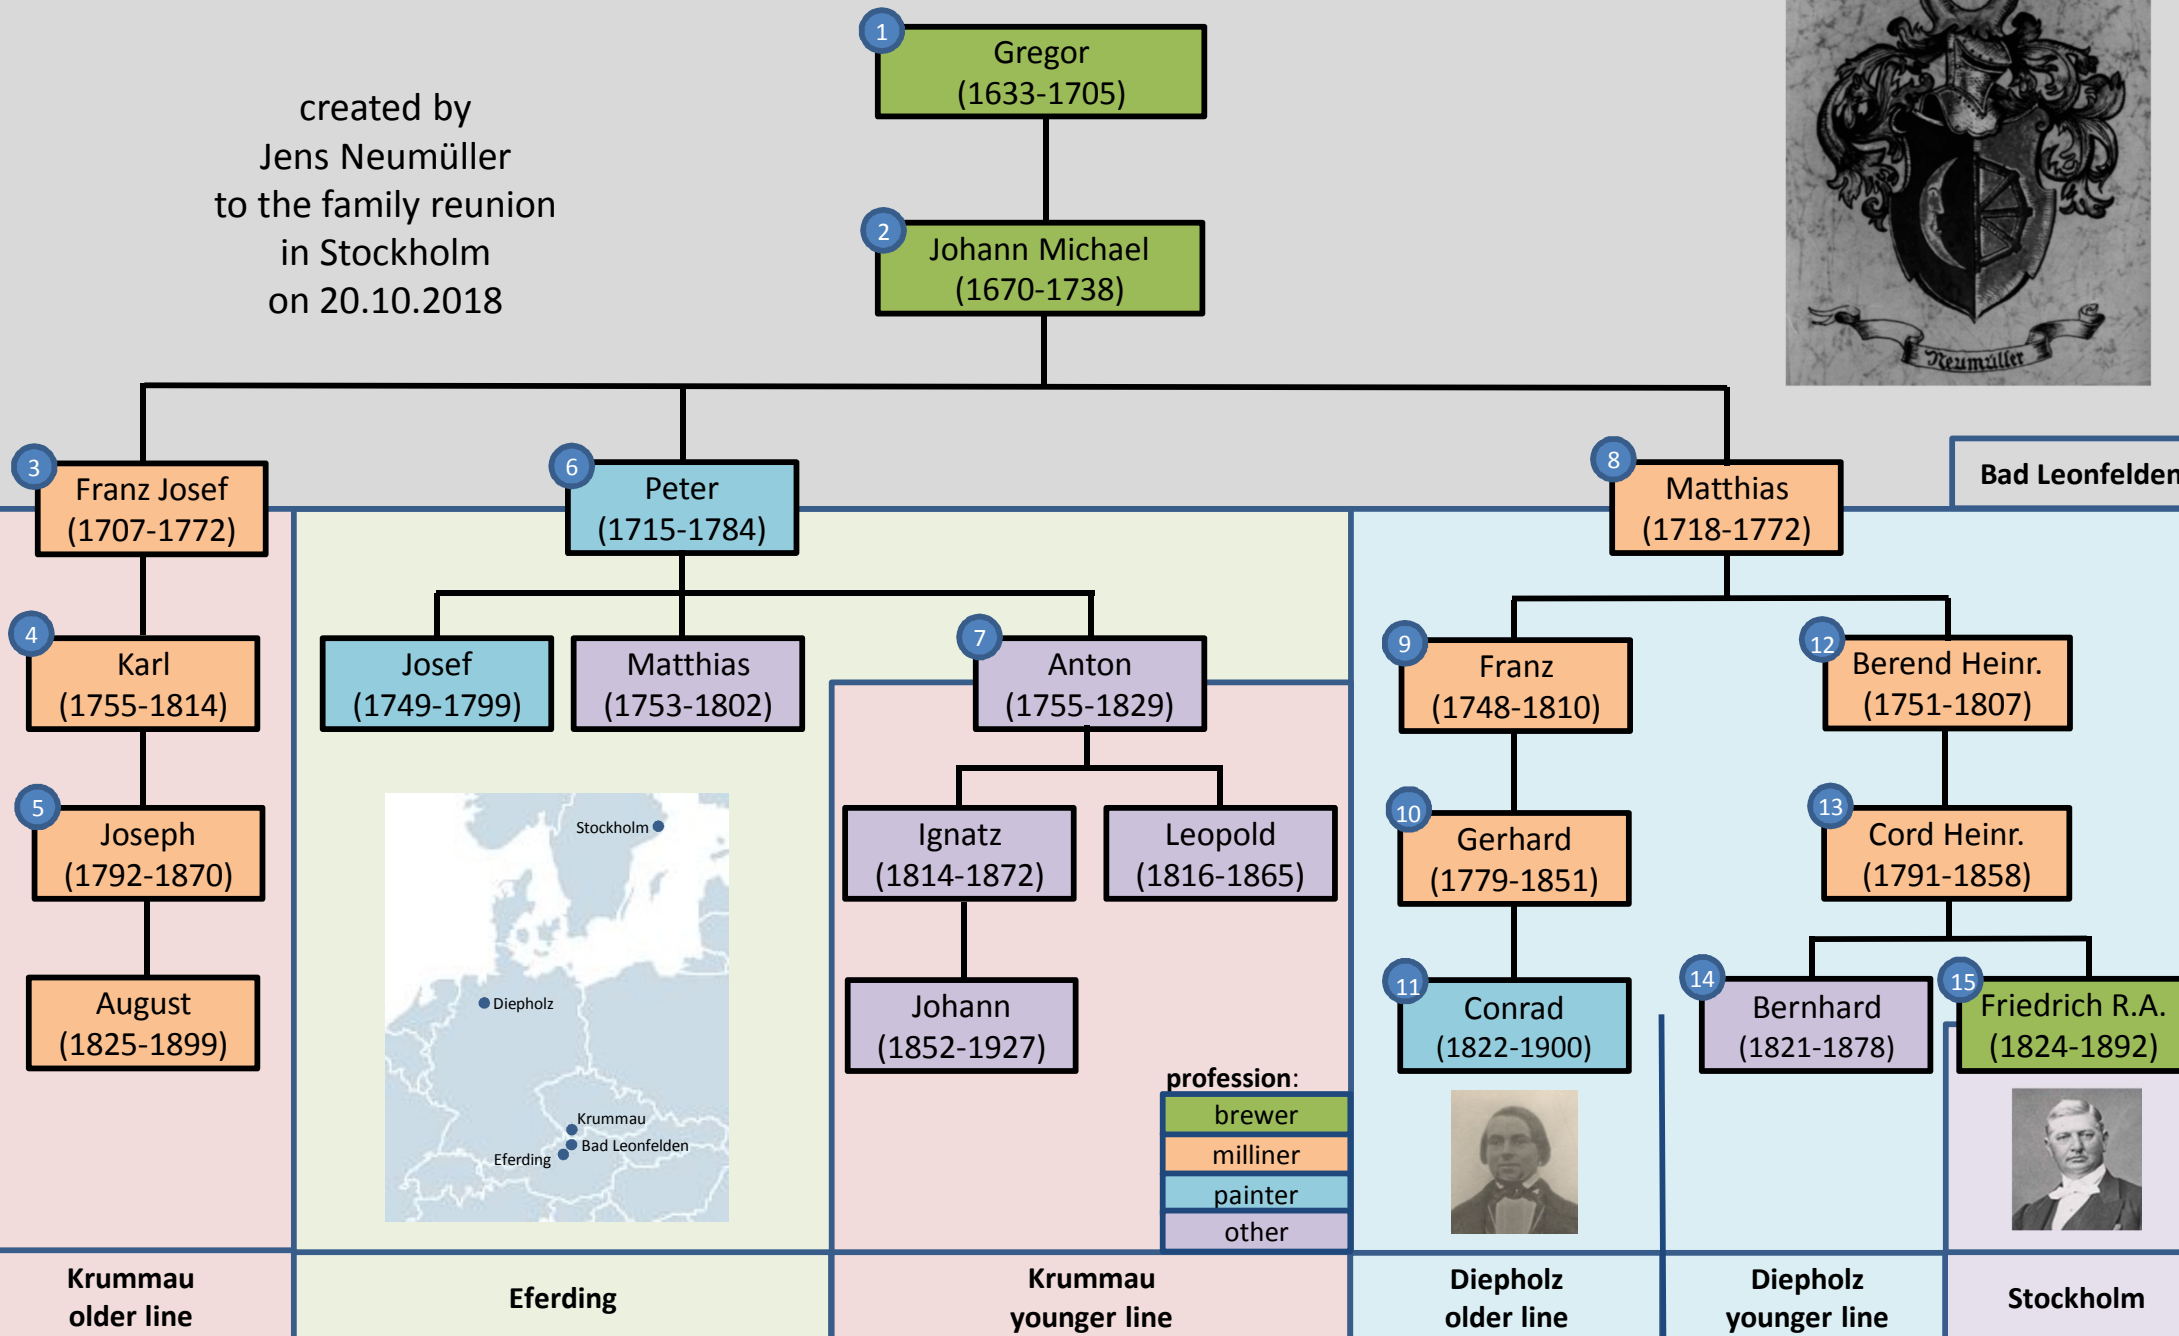 created by
Jens Neumüller
to the family reunion
in Stockholm
on 20.10.2018
1
Gregor
(1633-1705)
2
Johann Michael
(1670-1738)
Neumüller
3
Franz Josef
(1707-1772)
6
Peter
(1715-1784)
8
Matthias
(1718-1772)
Bad Leonfelden
4
Karl
(1755-1814)
Josef
(1749-1799)
Matthias
(1753-1802)
7
Anton
(1755-1829)
9
Franz
(1748-1810)
12
Berend Heinr.
(1751-1807)
5
Joseph
(1792-1870)
Ignatz
(1814-1872)
Leopold
(1816-1865)
10
Gerhard
(1779-1851)
13
Cord Heinr.
(1791-1858)
August
(1825-1899)
Johann
(1852-1927)
11
Conrad
(1822-1900)
14
Bernhard
(1821-1878)
15
Friedrich R.A.
(1824-1892)
Stockholm
Diepholz
Krummau
Bad Leonfelden
Eferding
profession:
brewer
milliner
painter
other
Krummau
older line
Eferding
Krummau
younger line
Diepholz
older line
Diepholz
younger line
Stockholm